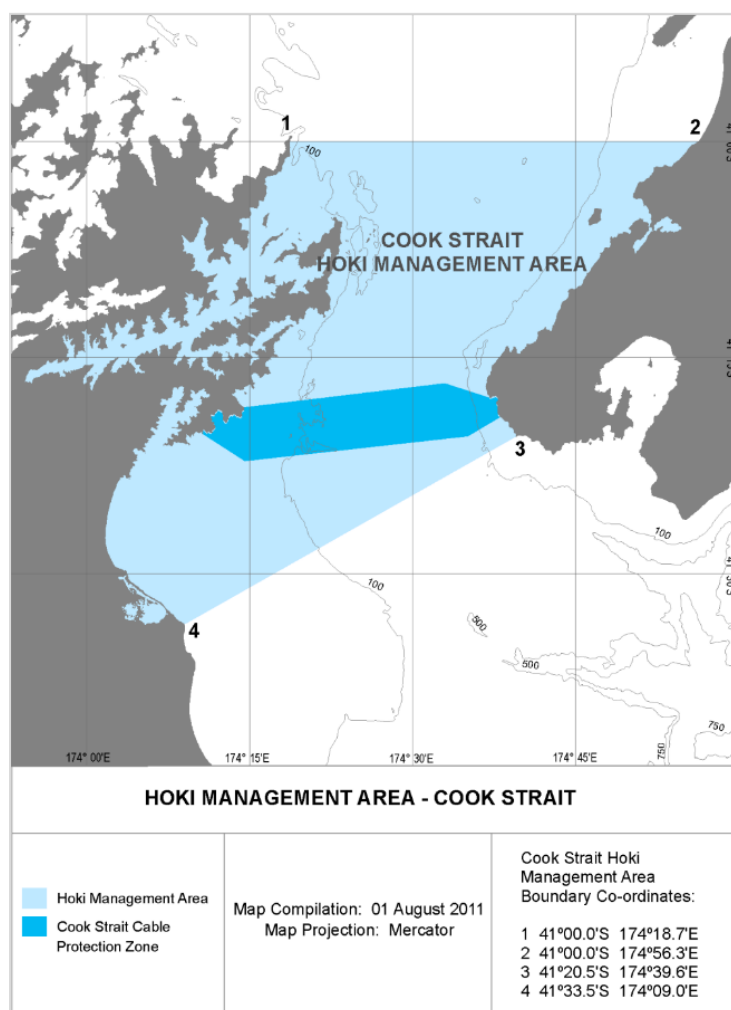 1
2
100
41° 00'S
COOK STRAIT
HOKI MANAGEMENT AREA
3
100
100
4
500
500
750
750
174° 00'E
174° 15'E
174° 30'E
174° 45'E
HOKI MANAGEMENT AREA - COOK STRAIT
Hoki Management Area
Cook Strait Cable
Protection Zone
Map Compilation: 01 August 2011
Map Projection: Mercator
Cook Strait Hoki
Management Area
Boundary Co-ordinates:
1 41º00.0'S 174º18.7'E
2 41º00.0'S 174º56.3'E
3 41º20.5'S 174º39.6'E
4 41º33.5'S 174º09.0'E